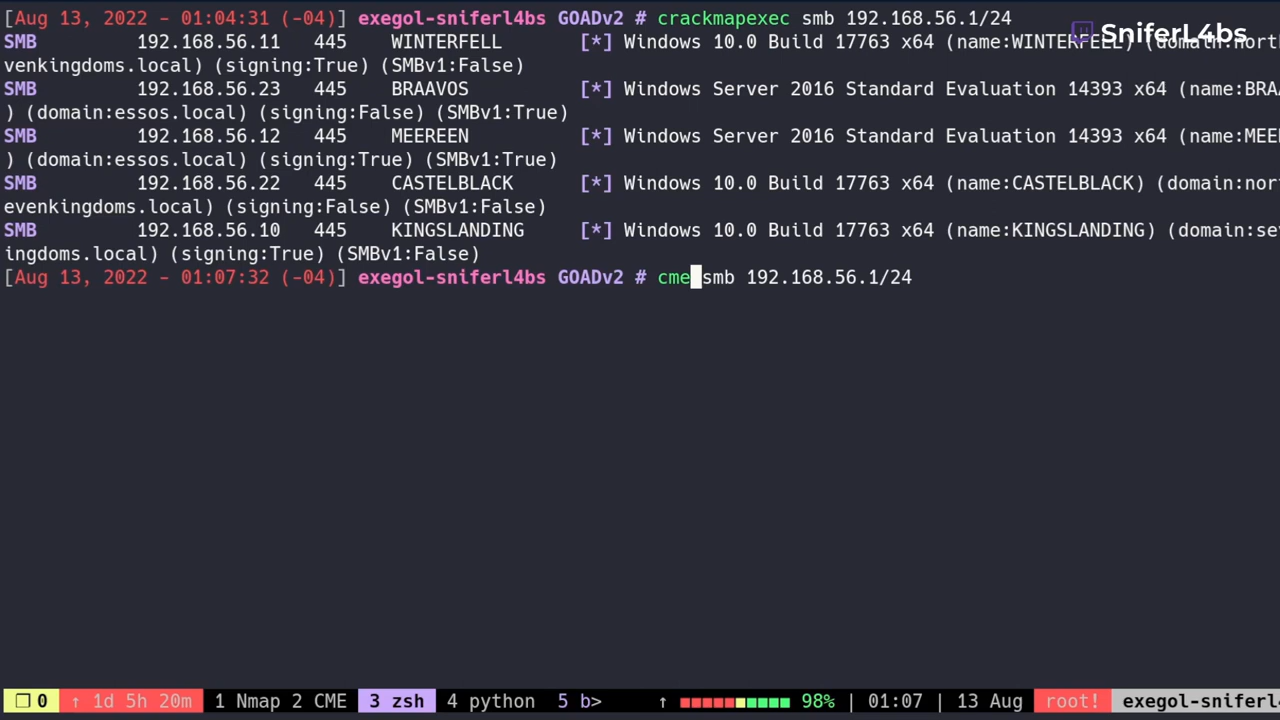 [Aug 13, 2022 - 01:04:31 (-04)] exegol-sniferl4bs GOADv2 # crackmapexec smb 192.168.56.1/24
SniferL4bs
SMB 192.168.56.11 445 WINTERFELL [*] Windows 10.0 Build 17763 x64 (name:WINTERFELL) (domain:nort
venkingdoms.local) (signing:True) (SMBv1:False)
SMB 192.168.56.23 445 BRAAVOS [*] Windows Server 2016 Standard Evaluation 14393 x64 (name:BRAA
) (domain:essos.local) (signing:False) (SMBv1:True)
SMB 192.168.56.12 445 MEEREEN [*] Windows Server 2016 Standard Evaluation 14393 x64 (name:MEE
) (domain:essos.local) (signing:True) (SMBv1:True)
SMB 192.168.56.22 445 CASTELBLACK [*] Windows 10.0 Build 17763 x64 (name:CASTELBLACK) (domain:nor
evenkingdoms.local) (signing:False) (SMBv1:False)
SMB 192.168.56.10 445 KINGSLANDING [*] Windows 10.0 Build 17763 x64 (name:KINGSLANDING) (domain:se
ingdoms.local) (signing:True) (SMBv1:False)
[Aug 13, 2022 - 01:07:32 (-04)] exegol-sniferl4bs GOADv2 # cme smb 192.168.56.1/24
❐ 0 ↑ 1d 5h 20m 1 Nmap 2 CME 3 zsh 4 python 5 b> ↑ 98% | 01:07 | 13 Aug root! exegol-sniferl